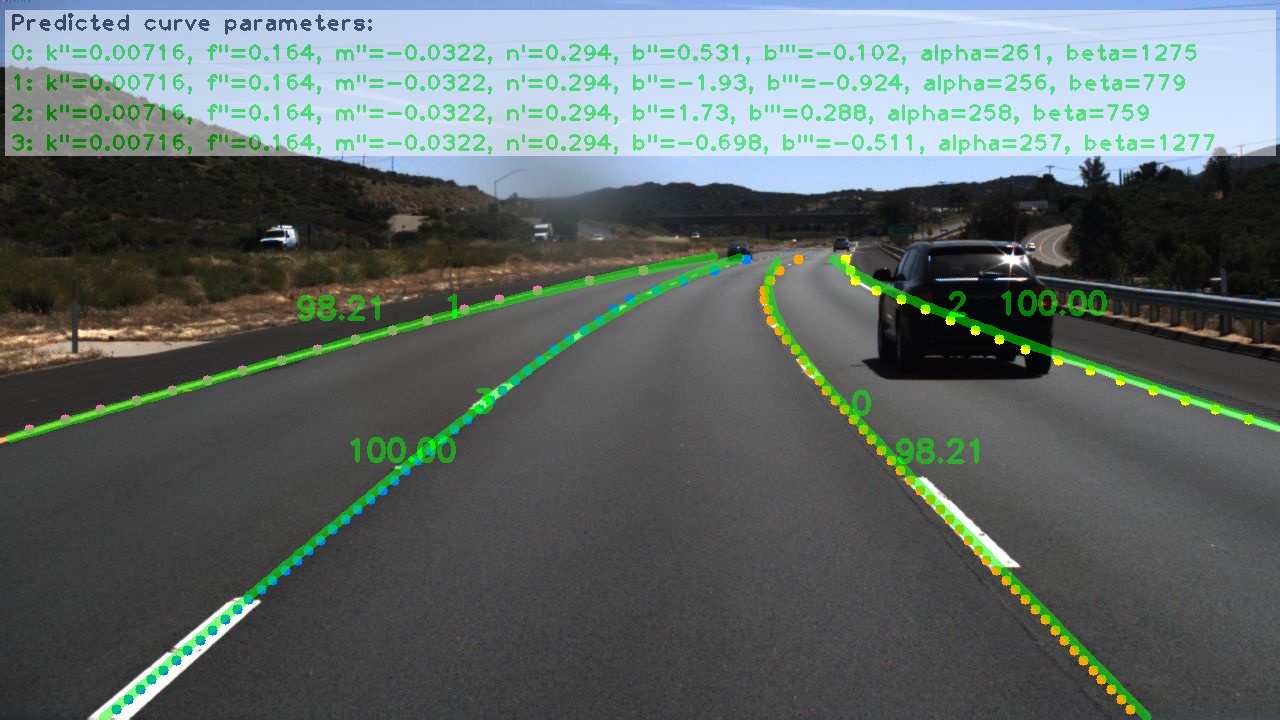 Predicted curve parameters:
0: k''=0.00716, f''=0.164, m''=-0.0322, n'=0.294, b''=0.531, b'''=-0.102, alpha=261, beta=1275
1: k''=0.00716, f''=0.164, m''=-0.0322, n'=0.294, b''=-1.93, b'''=-0.924, alpha=256, beta=779
2: k''=0.00716, f''=0.164, m''=-0.0322, n'=0.294, b''=1.73, b'''=0.288, alpha=258, beta=759
3: k''=0.00716, f''=0.164, m''=-0.0322, n'=0.294, b''=-0.698, b'''=-0.511, alpha=257, beta=1277
98.21 1 2 100.00
3 0
100.00 98.21